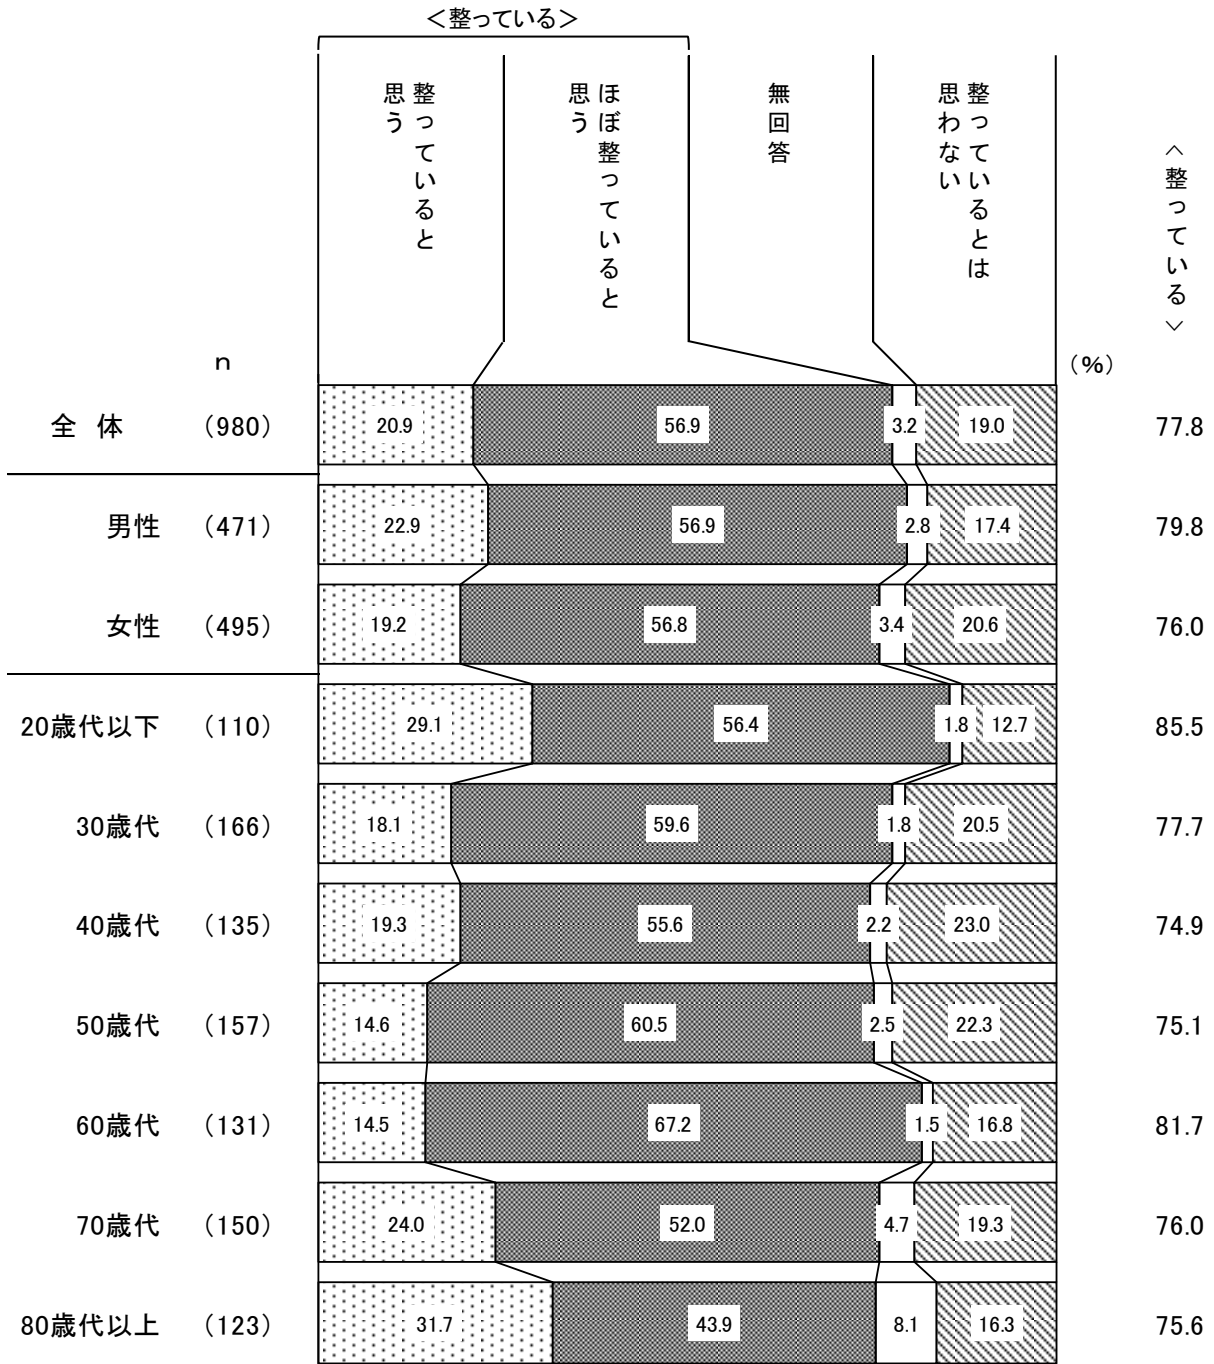 ＜整っている＞
整っていると
思う
ほぼ整っていると
思う
無回答
整っているとは
思わない
＜整っている＞
ｎ
（％）
全 体 （980） 20.9 56.9 3.2 19.0 77.8
男性 （471） 22.9 56.9 2.8 17.4 79.8
女性 （495） 19.2 56.8 3.4 20.6 76.0
20歳代以下 （110） 29.1 56.4 1.8 12.7 85.5
30歳代 （166） 18.1 59.6 1.8 20.5 77.7
40歳代 （135） 19.3 55.6 2.2 23.0 74.9
50歳代 （157） 14.6 60.5 2.5 22.3 75.1
60歳代 （131） 14.5 67.2 1.5 16.8 81.7
70歳代 （150） 24.0 52.0 4.7 19.3 76.0
80歳代以上 （123） 31.7 43.9 8.1 16.3 75.6